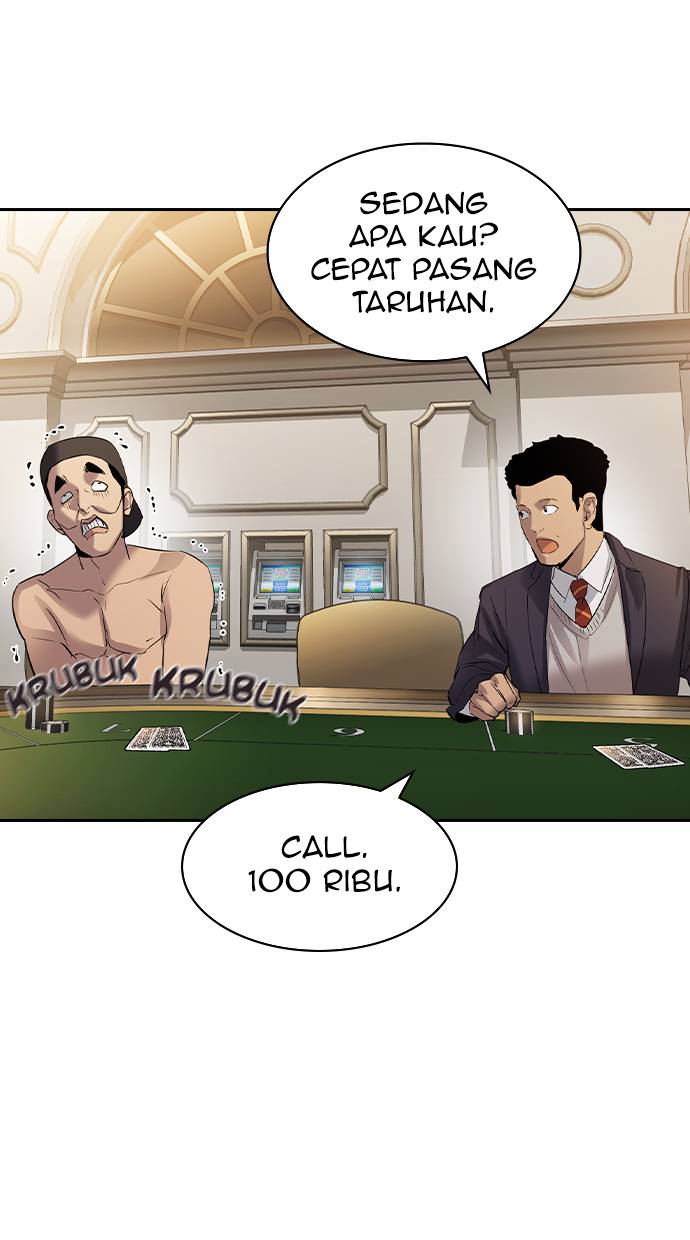 SEDANG
APA KAU?
CEPAT PASANG
TARUHAN.
KRUBUK KRUBUK
CALL.
100 RIBU.